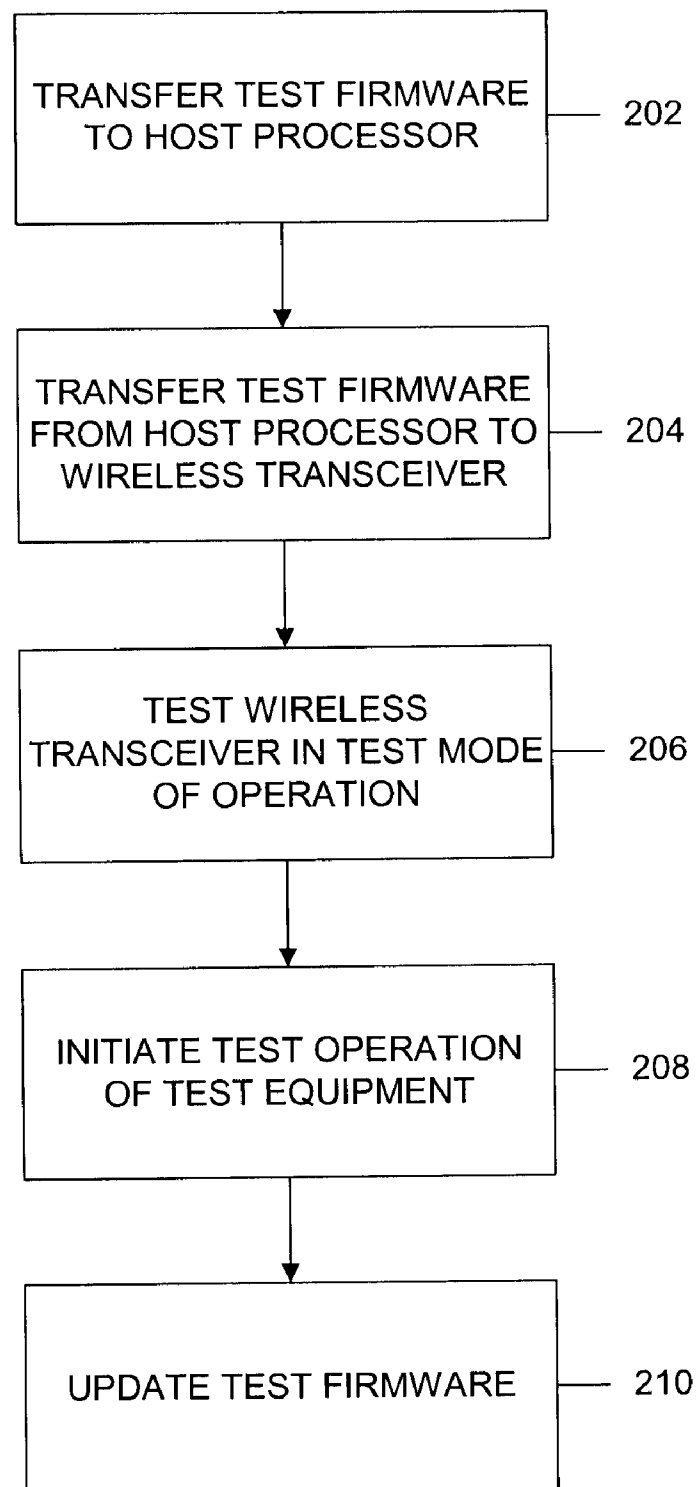 TRANSFER TEST FIRMWARE
TO HOST PROCESSOR
202
TRANSFER TEST FIRMWARE
FROM HOST PROCESSOR TO
WIRELESS TRANSCEIVER
204
TEST WIRELESS
TRANSCEIVER IN TEST MODE
OF OPERATION
206
INITIATE TEST OPERATION
OF TEST EQUIPMENT
208
UPDATE TEST FIRMWARE
210